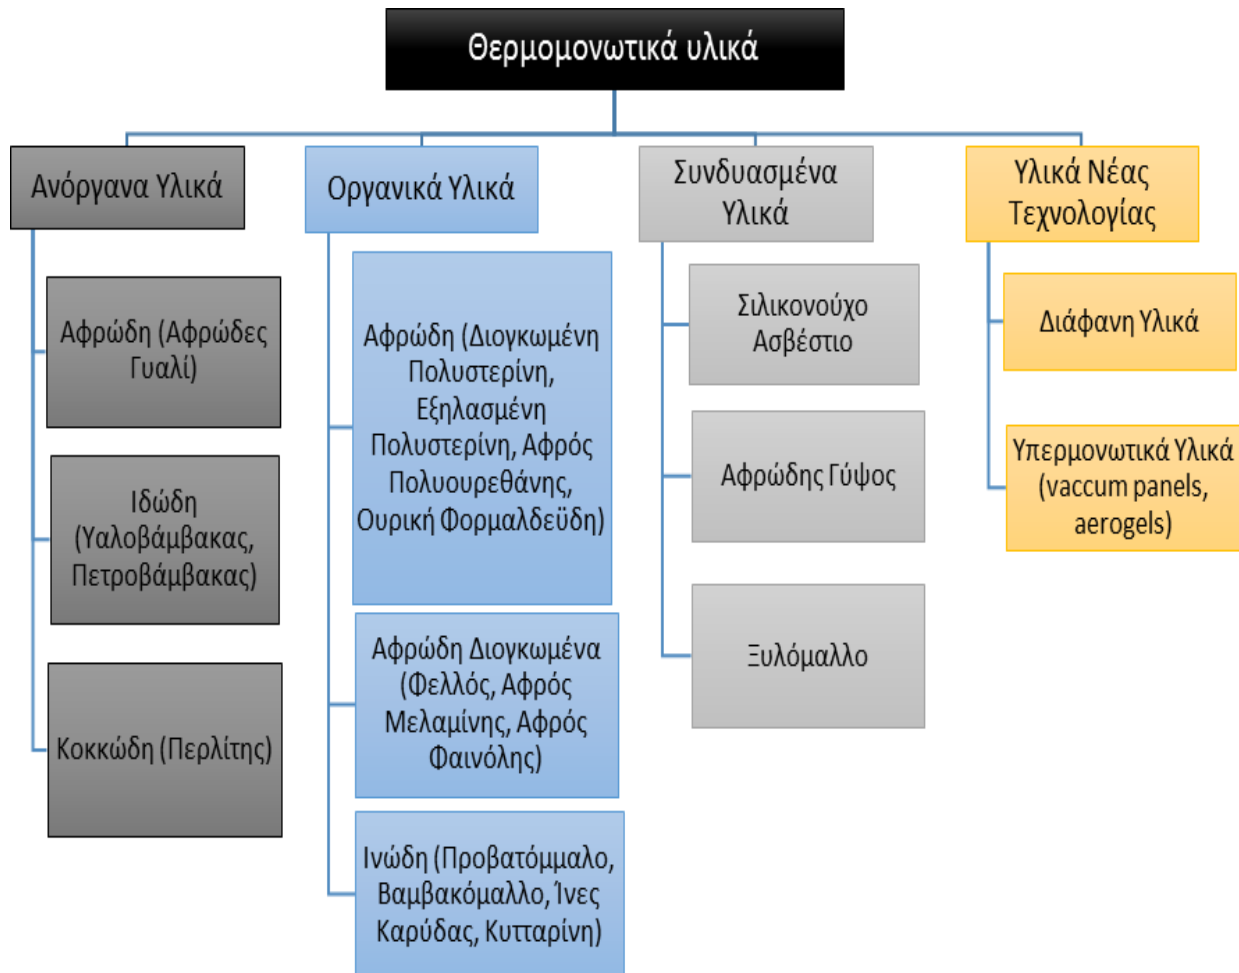 Θερμομονωτικά υλικά
Ανόργανα Υλικά
Αφρώδη (Αφρώδες
Γυαλί)
Ιδώδη
(Υαλοβάμβακας,
Πετροβάμβακας)
Κοκκώδη (Περλίτης)
Οργανικά Υλικά
Αφρώδη (Διογκωμένη
Πολυστερίνη,
Εξηλασμένη
Πολυστερίνη, Αφρός
Πολυουρεθάνης,
Ουρική Φορμαλδεϋδη)
Αφρώδη Διογκωμένα
(Φελλός, Αφρός
Μελαμίνης, Αφρός
Φαινόλης)
Ινώδη (Προβατόμμαλο,
Βαμβακόμαλλο, Ίνες
Καρύδας, Κυτταρίνη)
Συνδυασμένα
Υλικά
Σιλικονούχο
Ασβέστιο
Αφρώδης Γύψος
Ξυλόμαλλο
Υλικά Νέας
Τεχνολογίας
Διάφανη Υλικά
Υπερμονωτικά Υλικά
(vaccum panels,
aerogels)